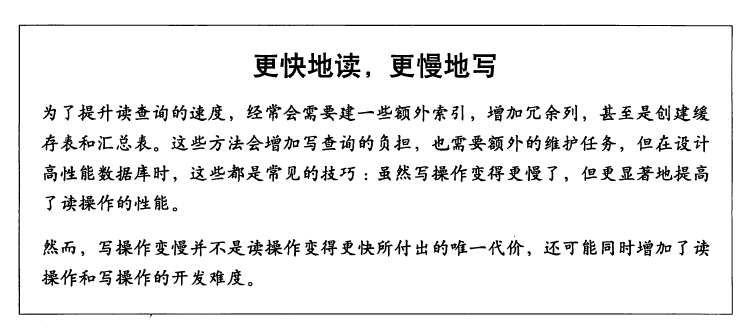 更快地读，更慢地写
为了提升读查询的速度，经常会需要建一些额外索引，增加冗余列，甚至是创建缓
存表和汇总表。这些方法会增加写查询的负担，也需要额外的维护任务，但在设计
高性能数据库时，这些都是常见的技巧：虽然写操作变得更慢了，但更显著地提高
了读操作的性能。
然而，写操作变慢并不是读操作变得更快所付出的唯一代价，还可能同时增加了读
操作和写操作的开发难度。